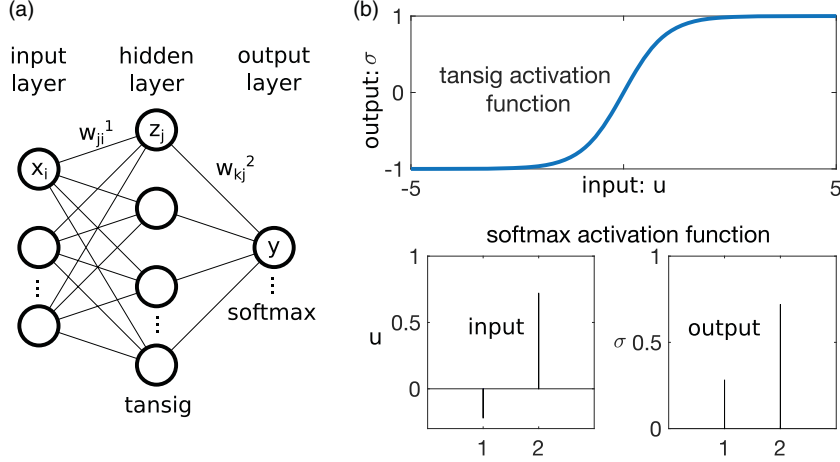 (a)
input
layer
hidden
layer
output
layer
w_ji^1
z_j
x_i
w_kj^2
y
softmax
tansig
(b)
output: σ
1
0
-1
tansig activation
function
-5
input: u
5
softmax activation function
1
0.5
0
u
input
1
2
1
0.5
0
σ
output
1
2